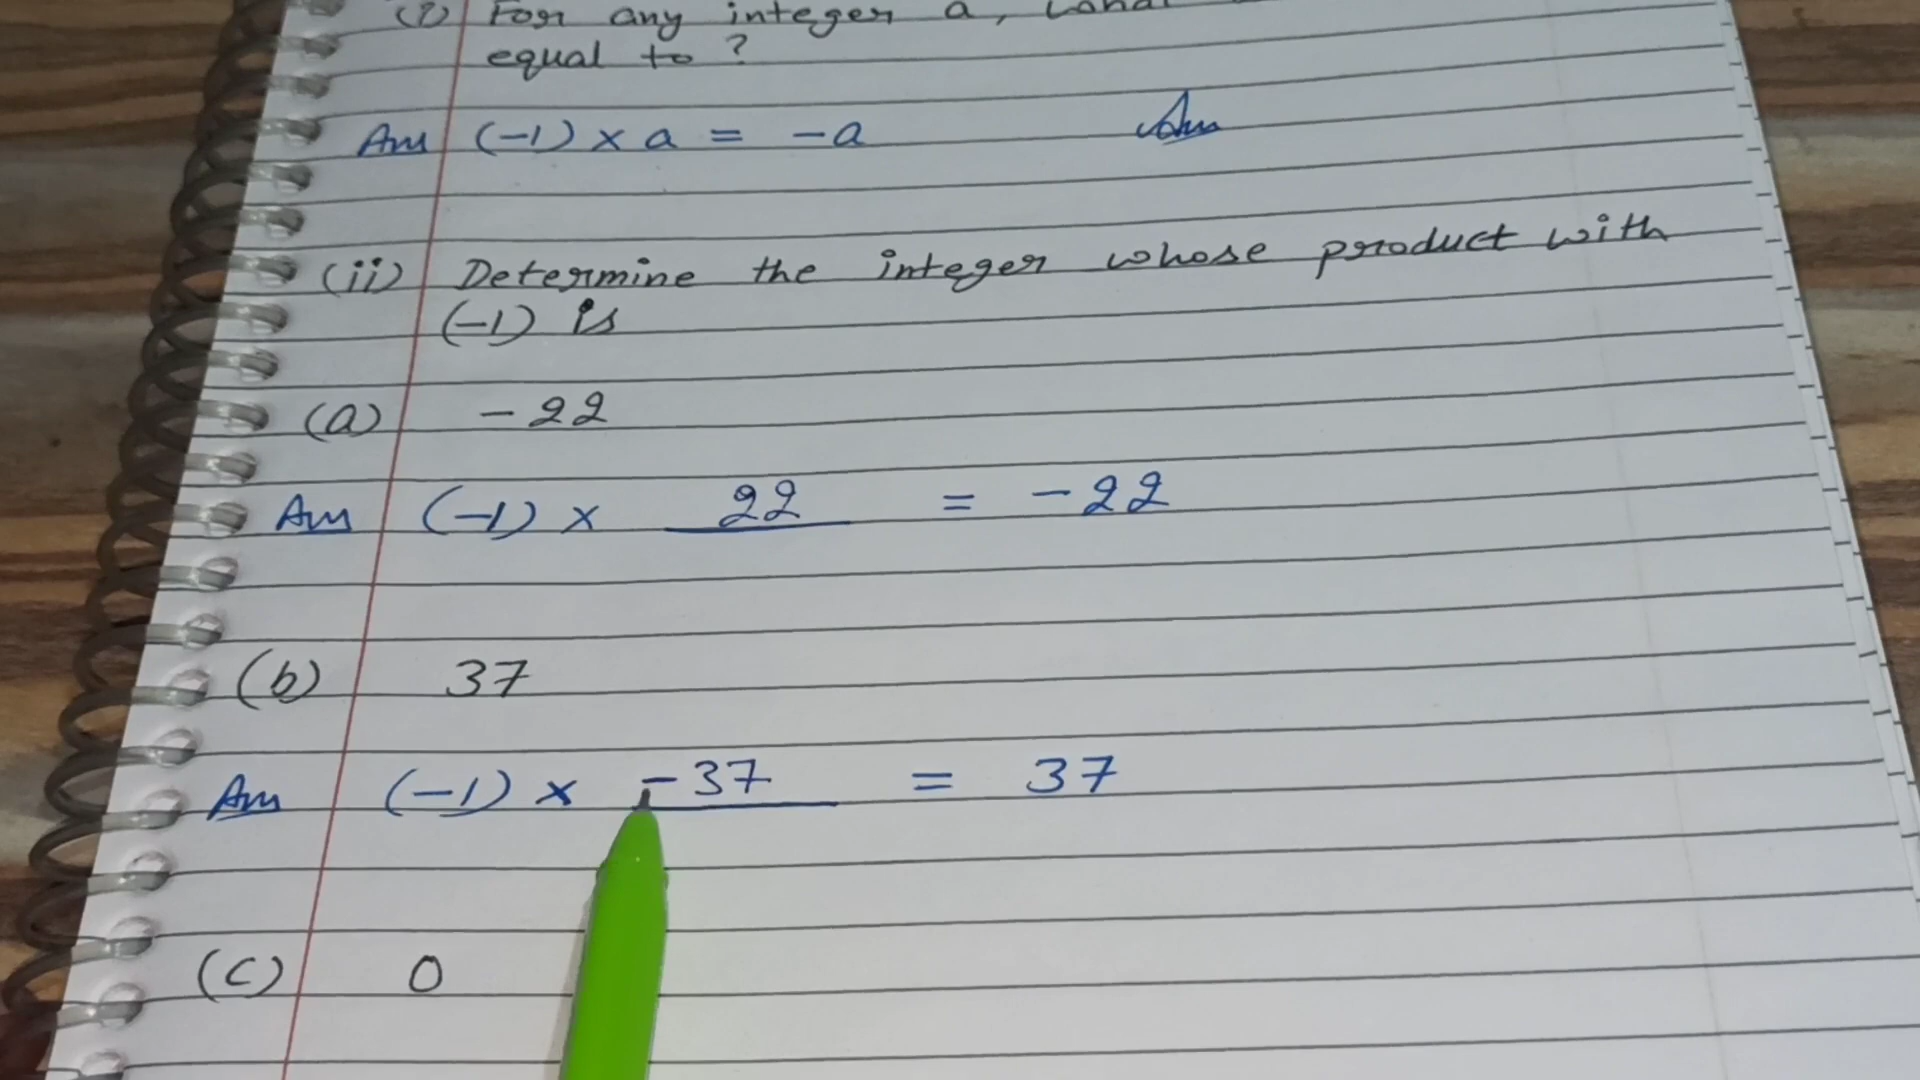 (i) For any integer a,
equal to ?
Ans (-1) × a = -a Ans
(ii) Determine the integer whose product with
(-1) is
(a) -22
Ans (-1) × 22 = -22
(b) 37
Ans (-1) × -37 = 37
(c) 0